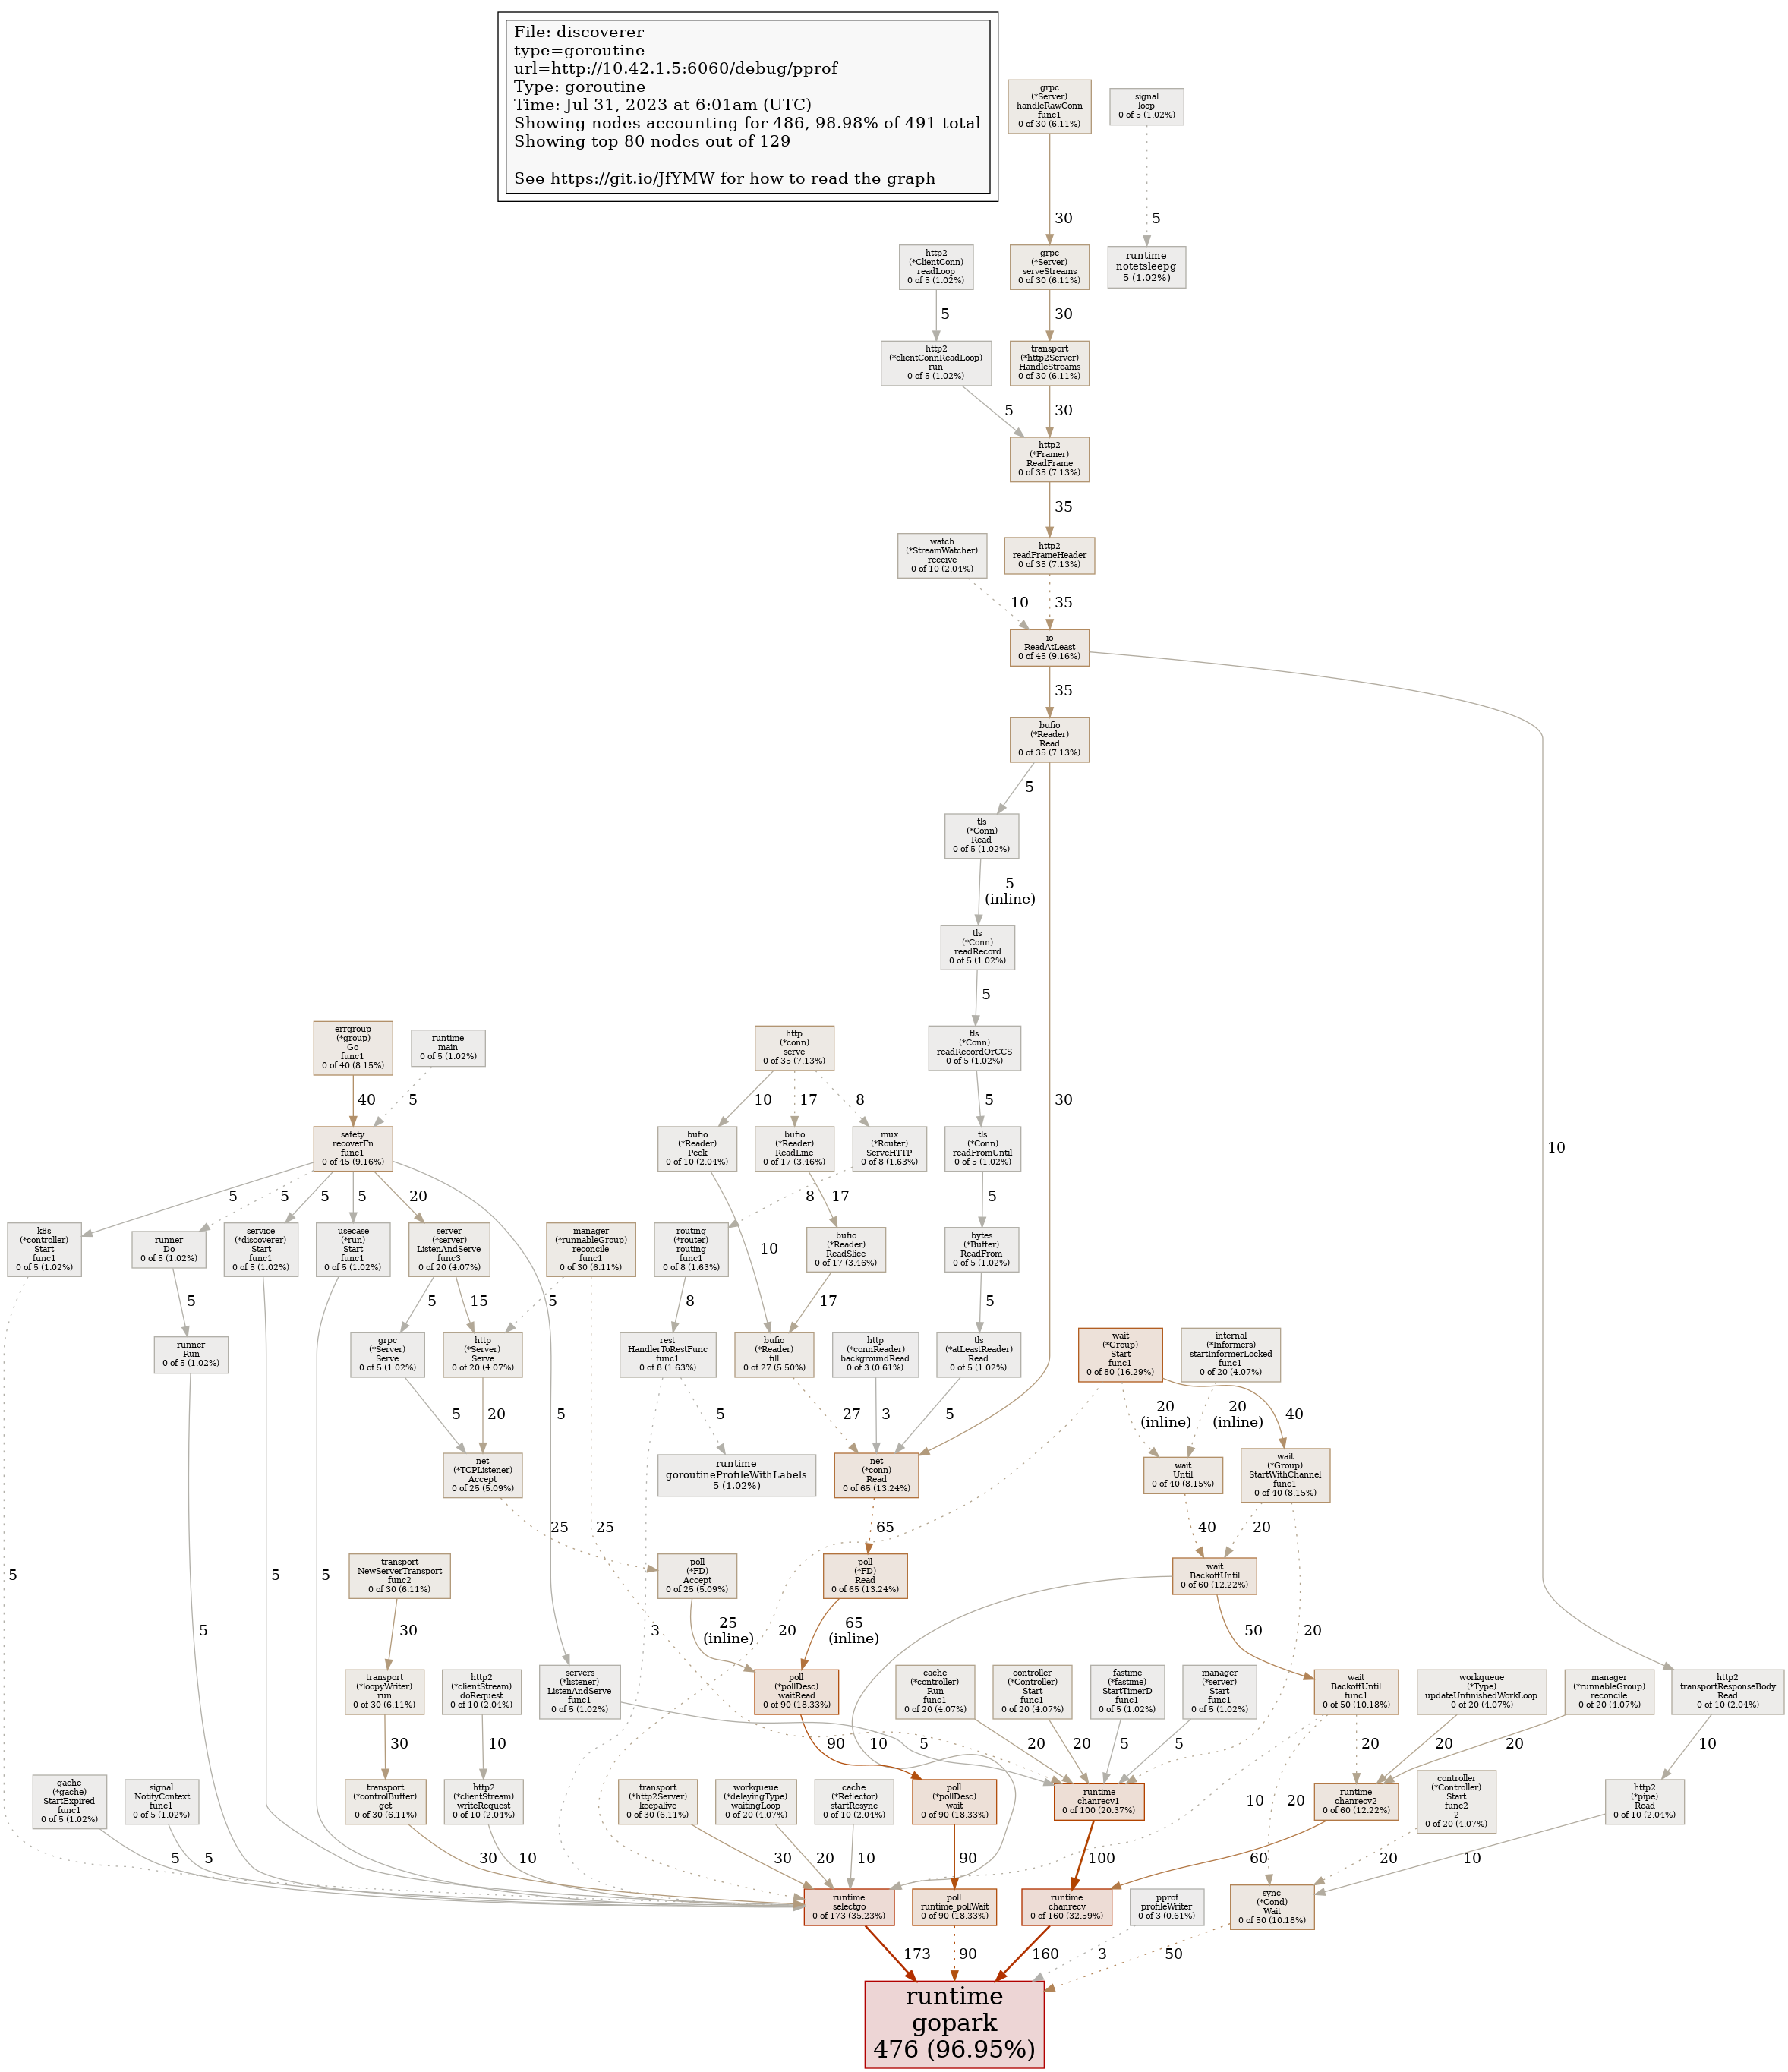 File: discoverer
type=goroutine
url=http://10.42.1.5:6060/debug/pprof
Type: goroutine
Time: Jul 31, 2023 at 6:01am (UTC)
Showing nodes accounting for 486, 98.98% of 491 total
Showing top 80 nodes out of 129
See https://git.io/JfYMW for how to read the graph
grpc
(*Server)
handleRawConn
func1
0 of 30 (6.11%)
signal
loop
0 of 5 (1.02%)
30
5
http2
(*ClientConn)
readLoop
0 of 5 (1.02%)
grpc
(*Server)
serveStreams
0 of 30 (6.11%)
runtime
notetsleepg
5 (1.02%)
5
30
http2
(*clientConnReadLoop)
run
0 of 5 (1.02%)
transport
(*http2Server)
HandleStreams
0 of 30 (6.11%)
5
30
http2
(*Framer)
ReadFrame
0 of 35 (7.13%)
35
watch
(*StreamWatcher)
receive
0 of 10 (2.04%)
http2
readFrameHeader
0 of 35 (7.13%)
10
35
io
ReadAtLeast
0 of 45 (9.16%)
35
bufio
(*Reader)
Read
0 of 35 (7.13%)
5
tls
(*Conn)
Read
0 of 5 (1.02%)
5
(inline)
tls
(*Conn)
readRecord
0 of 5 (1.02%)
5
errgroup
(*group)
Go
func1
0 of 40 (8.15%)
runtime
main
0 of 5 (1.02%)
http
(*conn)
serve
0 of 35 (7.13%)
tls
(*Conn)
readRecordOrCCS
0 of 5 (1.02%)
40
5
10
17
8
5
30
10
safety
recoverFn
func1
0 of 45 (9.16%)
bufio
(*Reader)
Peek
0 of 10 (2.04%)
bufio
(*Reader)
ReadLine
0 of 17 (3.46%)
mux
(*Router)
ServeHTTP
0 of 8 (1.63%)
tls
(*Conn)
readFromUntil
0 of 5 (1.02%)
5
5
5
5
20
8
17
5
k8s
(*controller)
Start
func1
0 of 5 (1.02%)
runner
Do
0 of 5 (1.02%)
service
(*discoverer)
Start
func1
0 of 5 (1.02%)
usecase
(*run)
Start
func1
0 of 5 (1.02%)
server
(*server)
ListenAndServe
func3
0 of 20 (4.07%)
manager
(*runnableGroup)
reconcile
func1
0 of 30 (6.11%)
routing
(*router)
routing
func1
0 of 8 (1.63%)
bufio
(*Reader)
ReadSlice
0 of 17 (3.46%)
bytes
(*Buffer)
ReadFrom
0 of 5 (1.02%)
10
5
5
15
5
8
17
5
runner
Run
0 of 5 (1.02%)
grpc
(*Server)
Serve
0 of 5 (1.02%)
http
(*Server)
Serve
0 of 20 (4.07%)
rest
HandlerToRestFunc
func1
0 of 8 (1.63%)
bufio
(*Reader)
fill
0 of 27 (5.50%)
http
(*connReader)
backgroundRead
0 of 3 (0.61%)
tls
(*atLeastReader)
Read
0 of 5 (1.02%)
wait
(*Group)
Start
func1
0 of 80 (16.29%)
internal
(*Informers)
startInformerLocked
func1
0 of 20 (4.07%)
5
20
5
5
27
3
5
20
(inline)
20
(inline)
40
net
(*TCPListener)
Accept
0 of 25 (5.09%)
runtime
goroutineProfileWithLabels
5 (1.02%)
net
(*conn)
Read
0 of 65 (13.24%)
wait
Until
0 of 40 (8.15%)
wait
(*Group)
StartWithChannel
func1
0 of 40 (8.15%)
25
25
65
40
20
5
5
5
transport
NewServerTransport
func2
0 of 30 (6.11%)
poll
(*FD)
Accept
0 of 25 (5.09%)
poll
(*FD)
Read
0 of 65 (13.24%)
wait
BackoffUntil
0 of 60 (12.22%)
30
5
3
25
(inline)
20
65
(inline)
50
20
transport
(*loopyWriter)
run
0 of 30 (6.11%)
http2
(*clientStream)
doRequest
0 of 10 (2.04%)
servers
(*listener)
ListenAndServe
func1
0 of 5 (1.02%)
poll
(*pollDesc)
waitRead
0 of 90 (18.33%)
cache
(*controller)
Run
func1
0 of 20 (4.07%)
controller
(*Controller)
Start
func1
0 of 20 (4.07%)
fastime
(*fastime)
StartTimerD
func1
0 of 5 (1.02%)
manager
(*server)
Start
func1
0 of 5 (1.02%)
wait
BackoffUntil
func1
0 of 50 (10.18%)
workqueue
(*Type)
updateUnfinishedWorkLoop
0 of 20 (4.07%)
manager
(*runnableGroup)
reconcile
0 of 20 (4.07%)
http2
transportResponseBody
Read
0 of 10 (2.04%)
30
10
90
10
5
20
20
5
5
20
20
20
10
gache
(*gache)
StartExpired
func1
0 of 5 (1.02%)
signal
NotifyContext
func1
0 of 5 (1.02%)
transport
(*controlBuffer)
get
0 of 30 (6.11%)
http2
(*clientStream)
writeRequest
0 of 10 (2.04%)
transport
(*http2Server)
keepalive
0 of 30 (6.11%)
workqueue
(*delayingType)
waitingLoop
0 of 20 (4.07%)
cache
(*Reflector)
startResync
0 of 10 (2.04%)
poll
(*pollDesc)
wait
0 of 90 (18.33%)
runtime
chanrecv1
0 of 100 (20.37%)
runtime
chanrecv2
0 of 60 (12.22%)
controller
(*Controller)
Start
func2
2
0 of 20 (4.07%)
http2
(*pipe)
Read
0 of 10 (2.04%)
10
20
5
5
30
10
30
20
10
90
100
60
20
10
runtime
selectgo
0 of 173 (35.23%)
poll
runtime_pollWait
0 of 90 (18.33%)
runtime
chanrecv
0 of 160 (32.59%)
pprof
profileWriter
0 of 3 (0.61%)
sync
(*Cond)
Wait
0 of 50 (10.18%)
173
90
160
3
50
runtime
gopark
476 (96.95%)